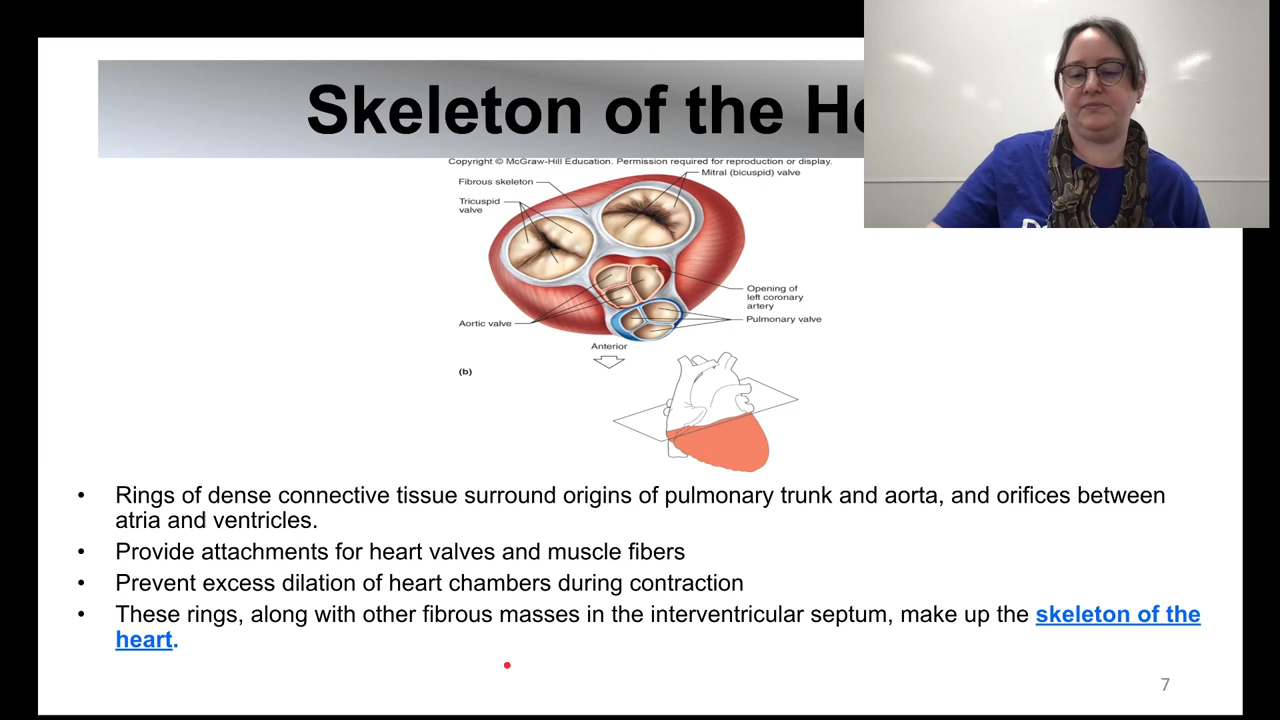 Skeleton of the He
Copyright © McGraw-Hill Education. Permission required for reproduction or display.
Mitral (bicuspid) valve
Fibrous skeleton
Tricuspid
valve
Opening of
left coronary
artery
Aortic valve
Pulmonary valve
Anterior
(b)
• Rings of dense connective tissue surround origins of pulmonary trunk and aorta, and orifices between
atria and ventricles.
• Provide attachments for heart valves and muscle fibers
• Prevent excess dilation of heart chambers during contraction
• These rings, along with other fibrous masses in the interventricular septum, make up the skeleton of the
heart.
7